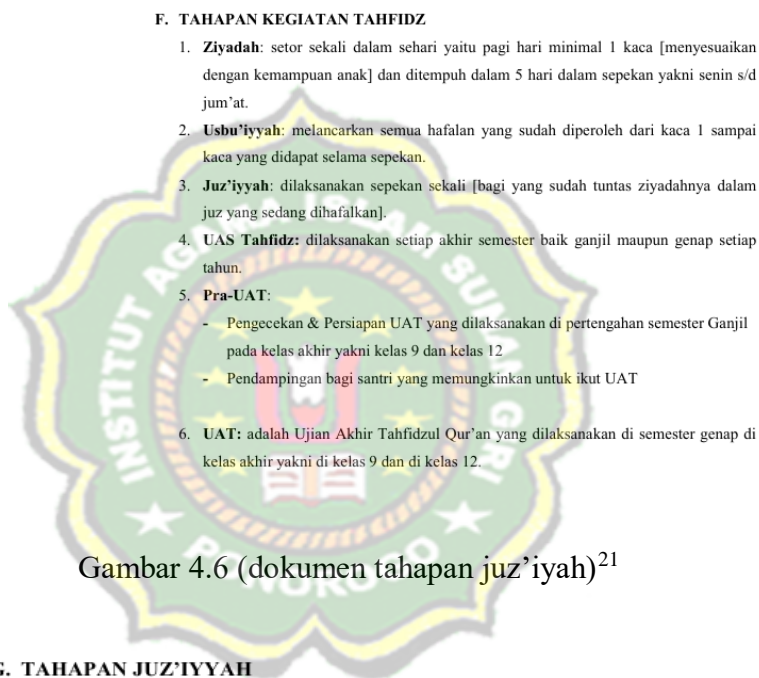 F. TAHAPAN KEGIATAN TAHFIDZ
1. Ziyadah: setor sekali dalam sehari yaitu pagi hari minimal 1 kaca [menyesuaikan
dengan kemampuan anak] dan ditempuh dalam 5 hari dalam sepekan yakni senin s/d
jum’at.
2. Usbu’iyyah: melancarkan semua hafalan yang sudah diperoleh dari kaca 1 sampai
kaca yang didapat selama sepekan.
3. Juz’iyyah: dilaksanakan sepekan sekali [bagi yang sudah tuntas ziyadahnya dalam
juz yang sedang dihafalkan].
4. UAS Tahfidz: dilaksanakan setiap akhir semester baik ganjil maupun genap setiap
tahun.
5. Pra-UAT:
- Pengecekan & Persiapan UAT yang dilaksanakan di pertengahan semester Ganjil
pada kelas akhir yakni kelas 9 dan kelas 12
- Pendampingan bagi santri yang memungkinkan untuk ikut UAT
6. UAT: adalah Ujian Akhir Tahfidzul Qur’an yang dilaksanakan di semester genap di
kelas akhir yakni di kelas 9 dan di kelas 12.
INSTITUT AGAMA ISLAM SUNAN GIRI
PONOROGO
Gambar 4.6 (dokumen tahapan juz’iyah)21
G. TAHAPAN JUZ’IYYAH